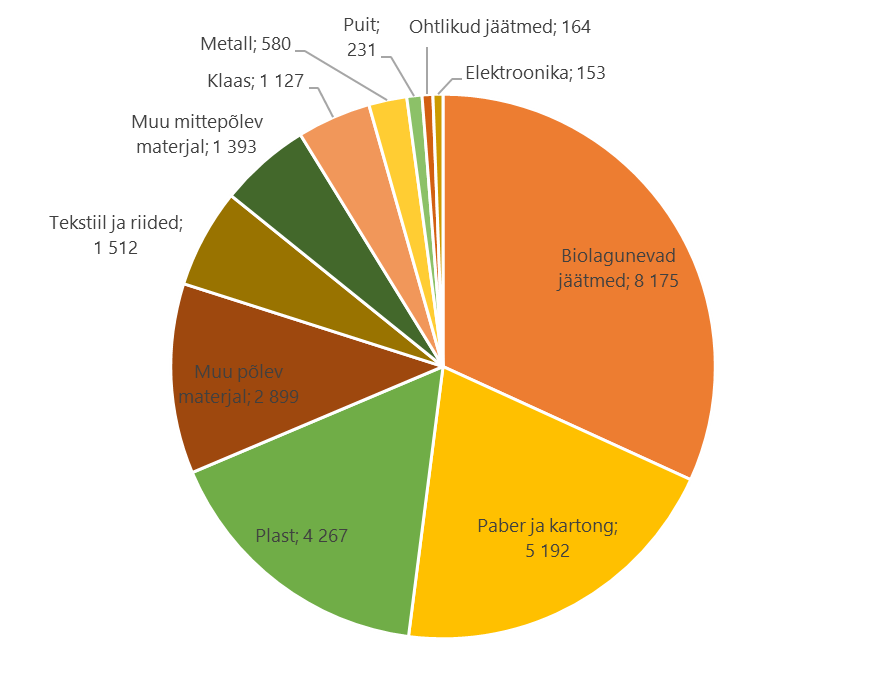 Puit;
231
Ohtlikud jäätmed; 164
Metall; 580
Elektroonika; 153
Klaas; 1 127
Muu mittepõlev
materjal; 1 393
Tekstiil ja riided;
1 512
Biolagunevad
jäätmed; 8 175
Muu põlev
materjal; 2 899
Paber ja kartong;
5 192
Plast; 4 267